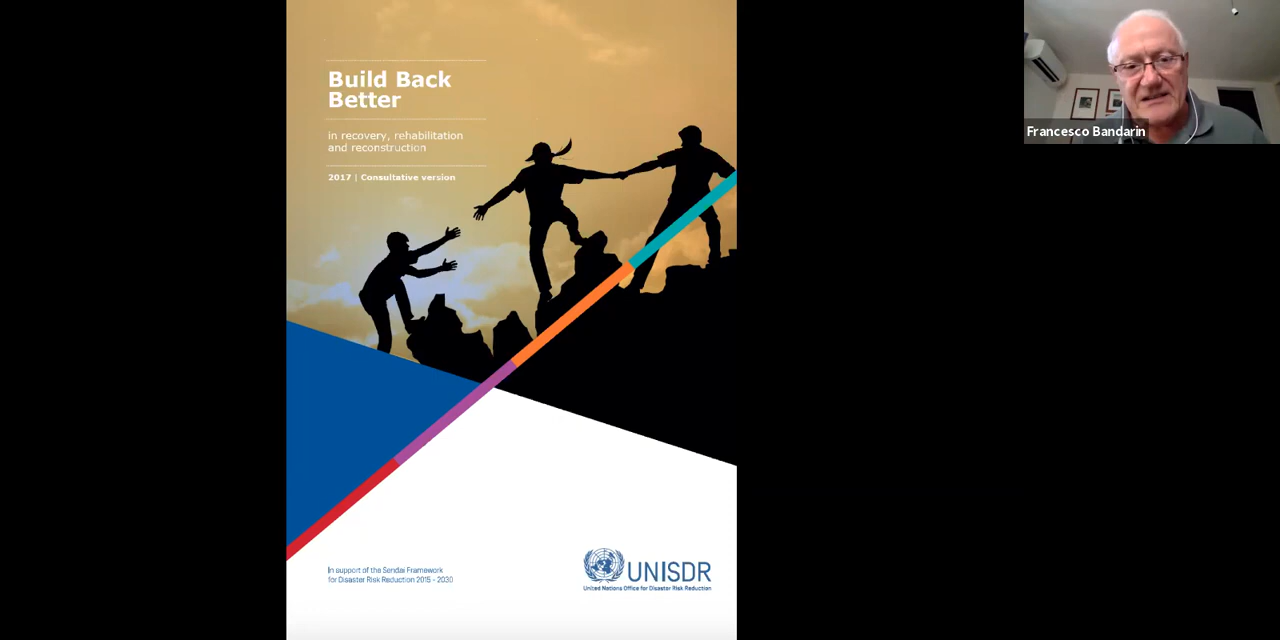 Build Back
Better
in recovery, rehabilitation
and reconstruction
2017 | Consultative version
In support of the Sendai Framework
for Disaster Risk Reduction 2015 - 2030
UNISDR
United Nations Office for Disaster Risk Reduction
Francesco Bandarin